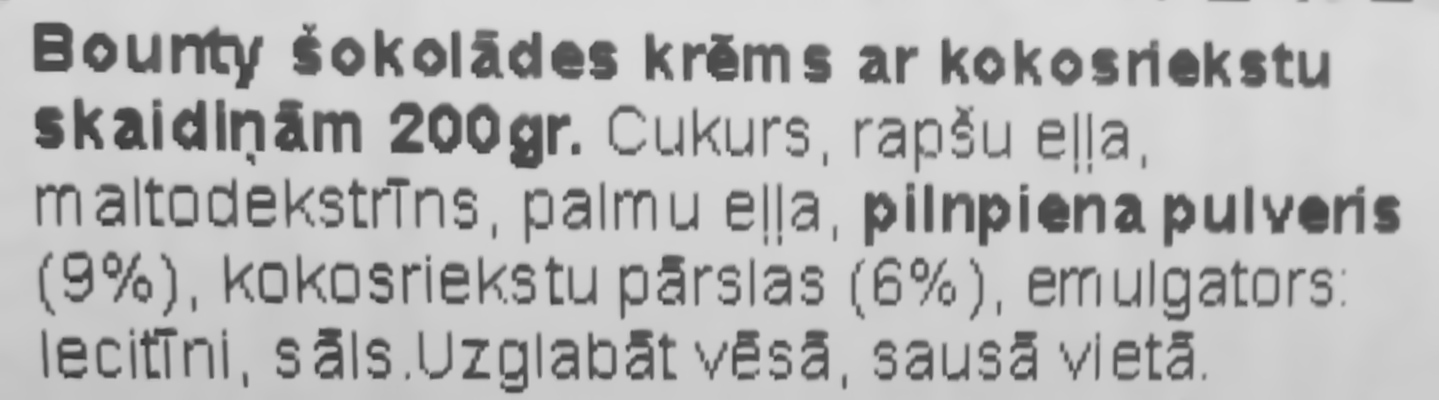 Bounty šokolādes krēms ar kokosriekstu
skaidiņām 200gr. Cukurs, rapšu eļļa,
maltodekstrīns, palmu eļļa, pilnpiena pulveris
(9%), kokosriekstu pārslas (6%), emulgators:
lecitīni, sāls.Uzglabāt vēsā, sausā vietā.